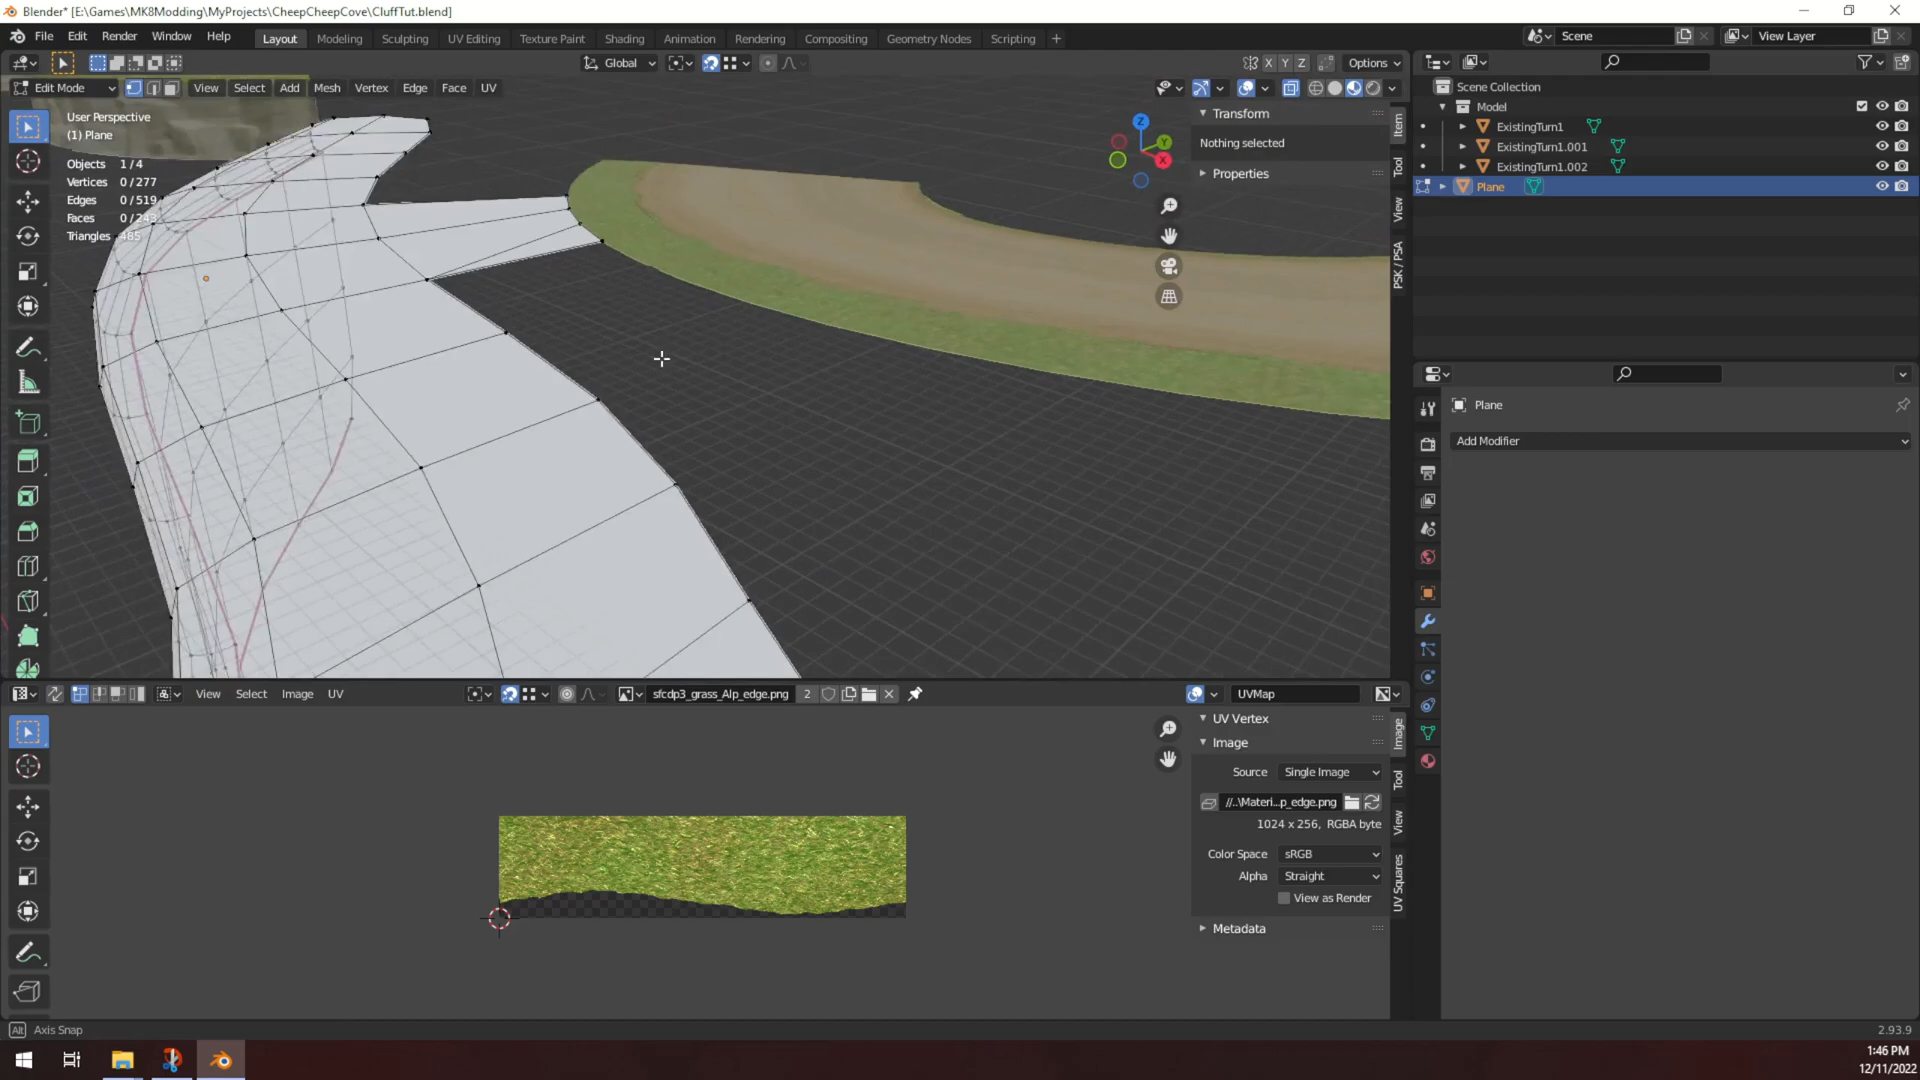 Blender* [E:\Games\MK8Modding\MyProjects\CheepCheepCove\CluffTut.blend]
File Edit Render Window Help Layout Modeling Sculpting UV Editing Texture Paint Shading Animation Rendering Compositing Geometry Nodes Scripting + Scene View Layer
Global X Y Z Options
Edit Mode View Select Add Mesh Vertex Edge Face UV
User Perspective
(1) Plane
Objects 1/4
Vertices 0/277
Edges 0/519
Faces 0/243
Triangles 485
Z Y X
Transform
Nothing selected
Properties
Item
Tool
View
PSK / PSA
Scene Collection
Model
ExistingTurn1
ExistingTurn1.001
ExistingTurn1.002
Plane
Plane
Add Modifier
View Select Image UV sfcdp3_grass_Alp_edge.png 2 UVMap
UV Vertex
Image
Source Single Image
//..\Materi...p_edge.png
1024 x 256, RGBA byte
Color Space sRGB
Alpha Straight
View as Render
Metadata
Image
Tool
View
UV Squares
Alt Axis Snap 2.93.9
1:46 PM
12/11/2022